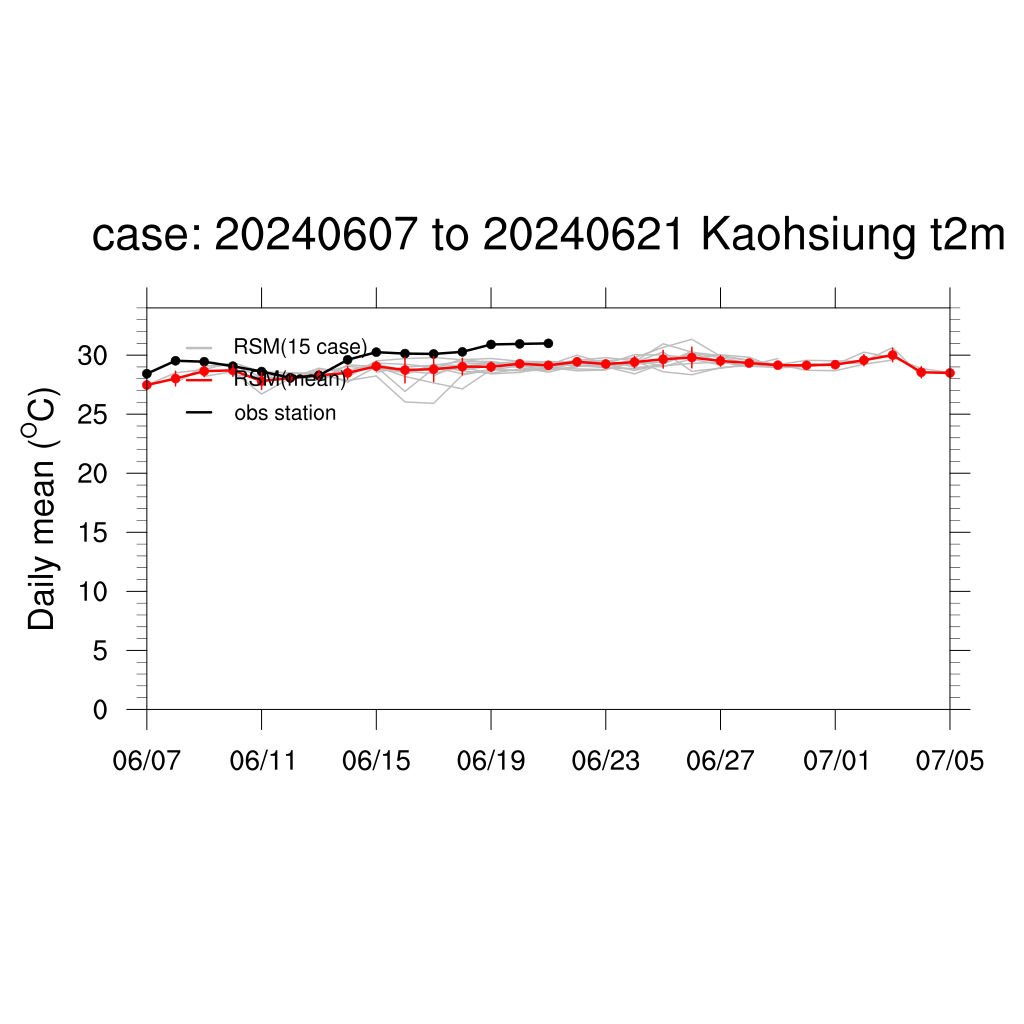 case: 20240607 to 20240621 Kaohsiung t2m
Daily mean (°C)
30
25
20
15
10
5
0
RSM(15 case)
RSM(mean)
obs station
06/07 06/11 06/15 06/19 06/23 06/27 07/01 07/05